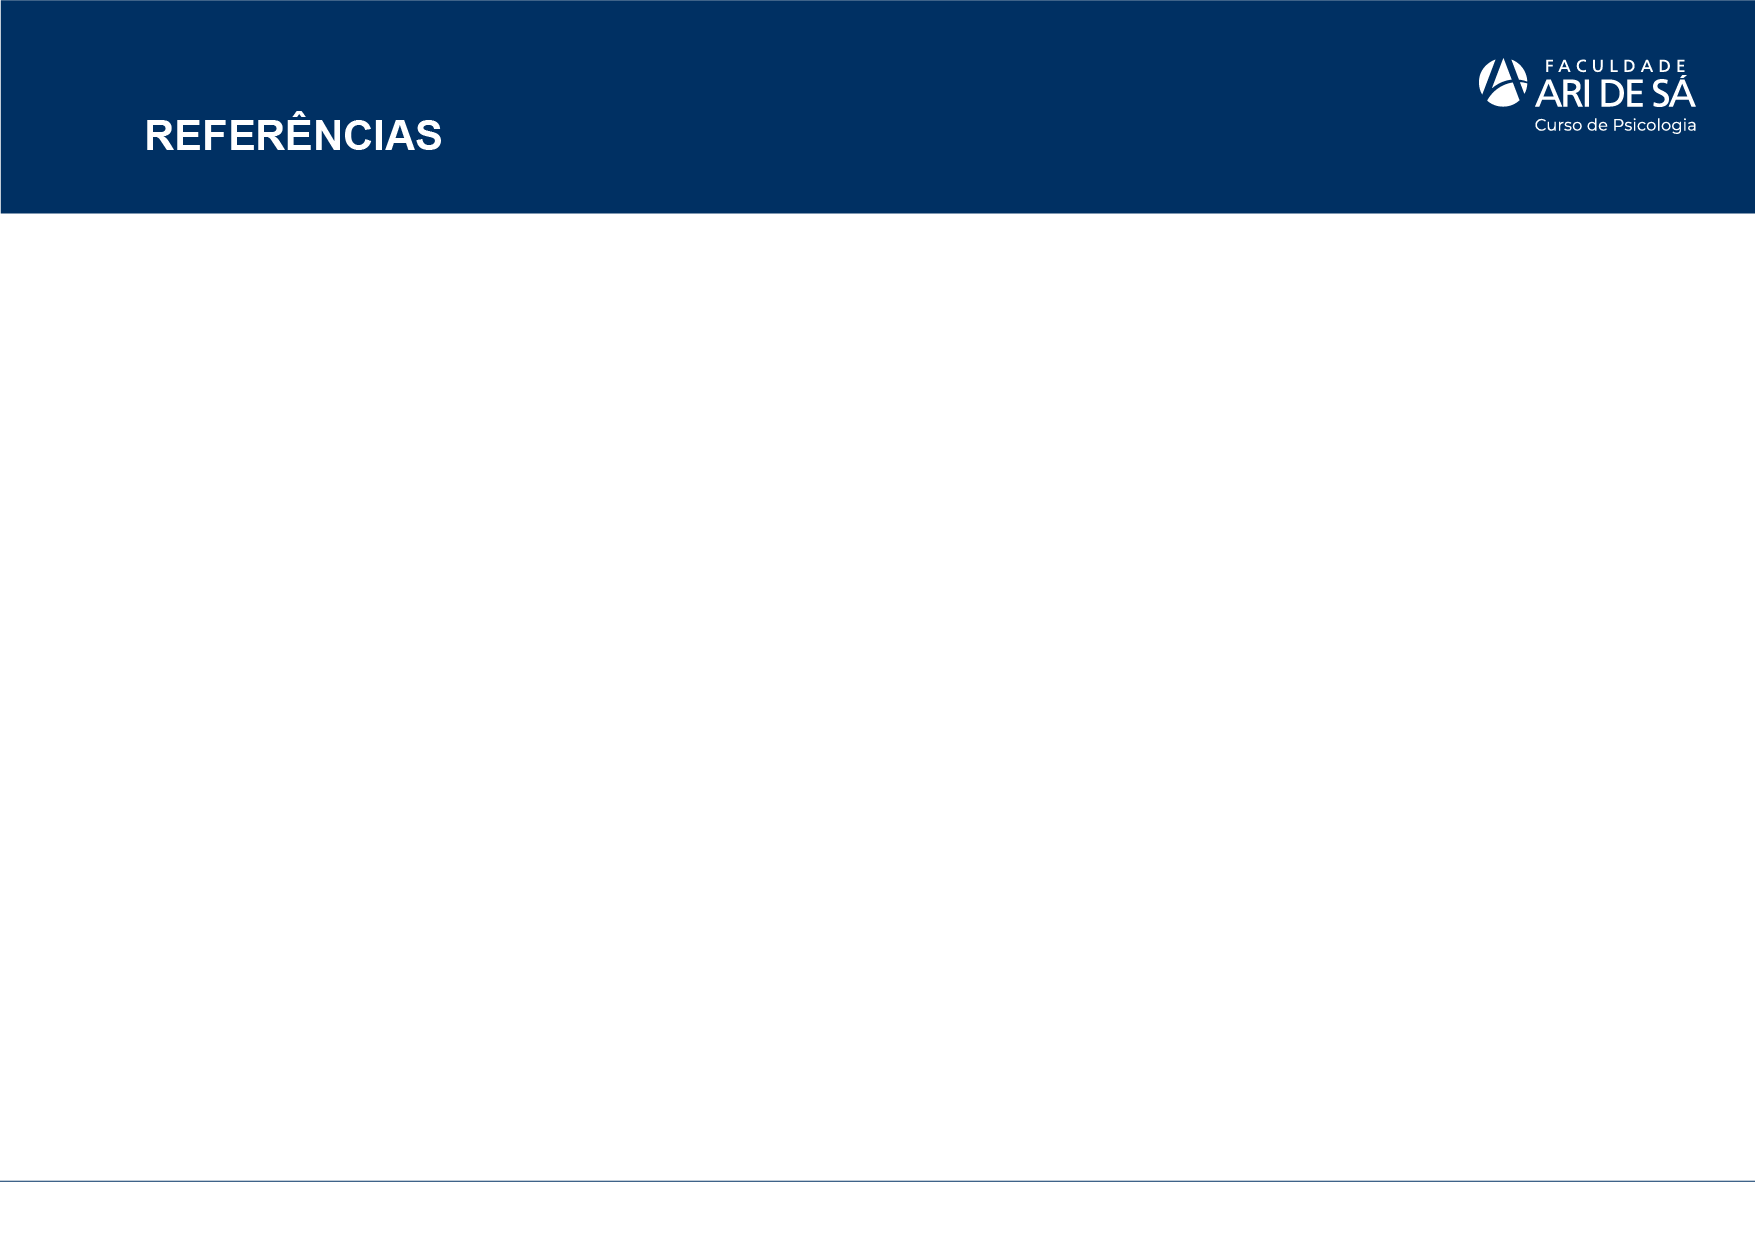 REFERÊNCIAS
FACULDADE
ARI DE SÁ
Curso de Psicologia